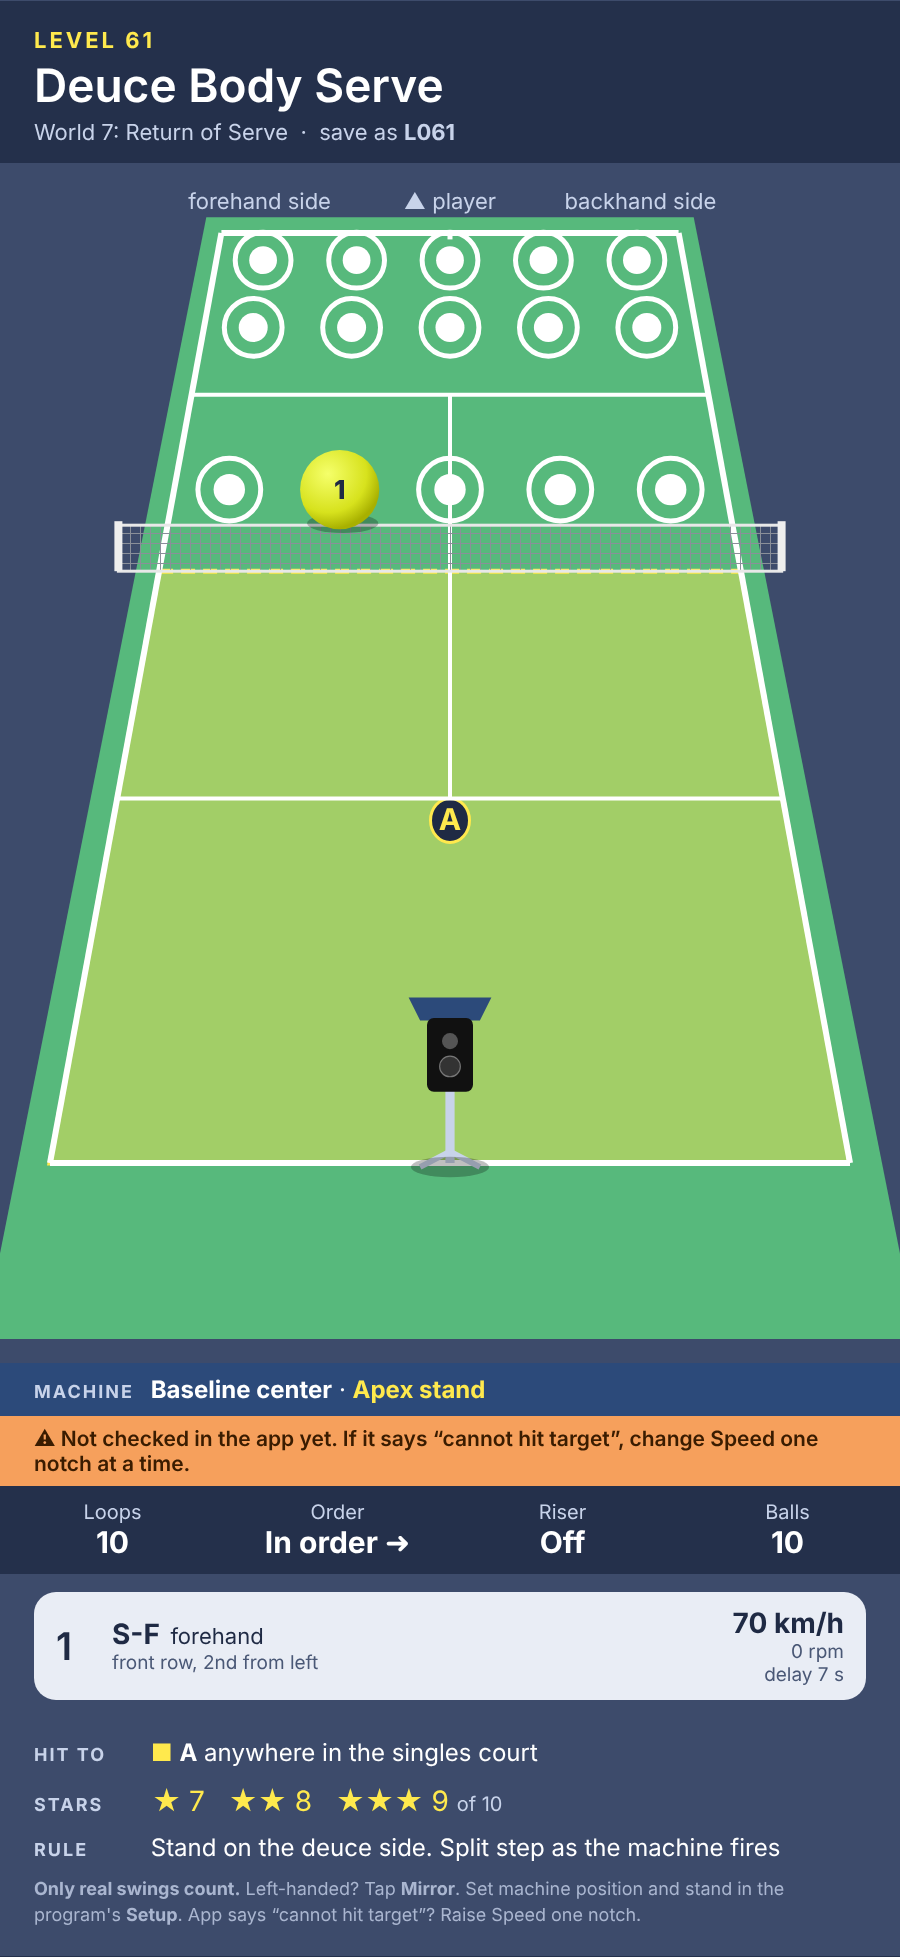 LEVEL 61
Deuce Body Serve
World 7: Return of Serve · save as L061
forehand side ▲ player backhand side
1
A
MACHINE Baseline center · Apex stand
⚠ Not checked in the app yet. If it says “cannot hit target”, change Speed one
notch at a time.
Loops Order Riser Balls
10 In order ➔ Off 10
1 S-F forehand 70 km/h
front row, 2nd from left 0 rpm
delay 7 s
HIT TO ■ A anywhere in the singles court
STARS ★ 7 ★★ 8 ★★★ 9 of 10
RULE Stand on the deuce side. Split step as the machine fires
Only real swings count. Left-handed? Tap Mirror. Set machine position and stand in the
program's Setup. App says “cannot hit target”? Raise Speed one notch.